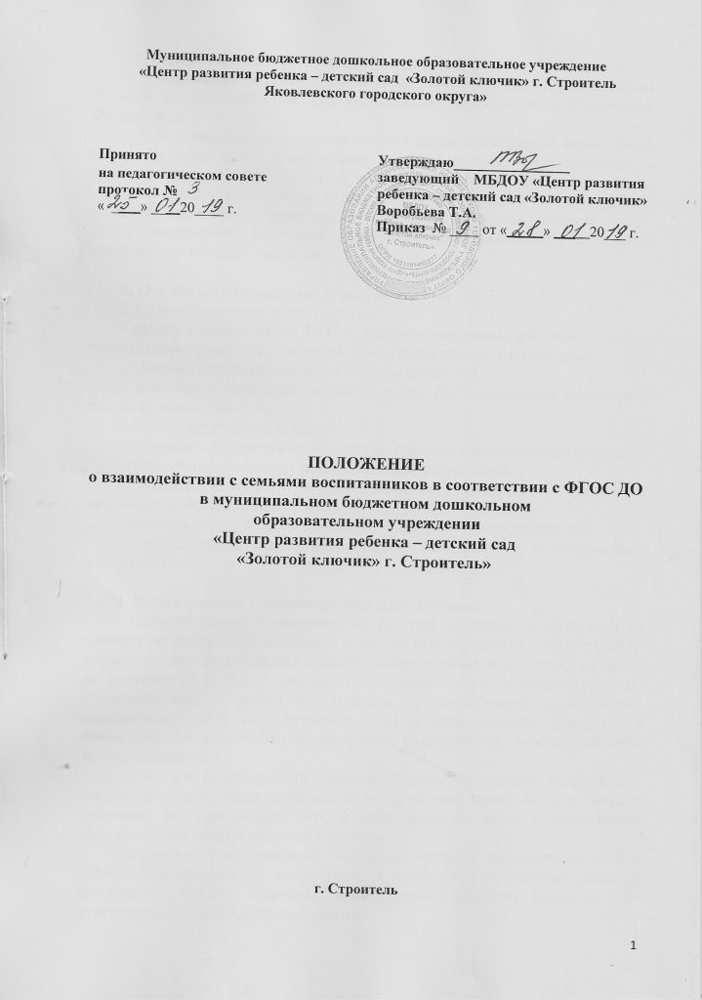 Муниципальное бюджетное дошкольное образовательное учреждение
«Центр развития ребенка – детский сад «Золотой ключик» г. Строитель
Яковлевского городского округа»
Принято
на педагогическом совете
протокол № 3
«25» 01 20 19 г.
Утверждаю
заведующий МБДОУ «Центр развития
ребенка – детский сад «Золотой ключик»
Воробьева Т.А.
Приказ № 9 от «28» 01 2019 г.
ПОЛОЖЕНИЕ
о взаимодействии с семьями воспитанников в соответствии с ФГОС ДО
в муниципальном бюджетном дошкольном
образовательном учреждении
«Центр развития ребенка – детский сад
«Золотой ключик» г. Строитель»
г. Строитель
1